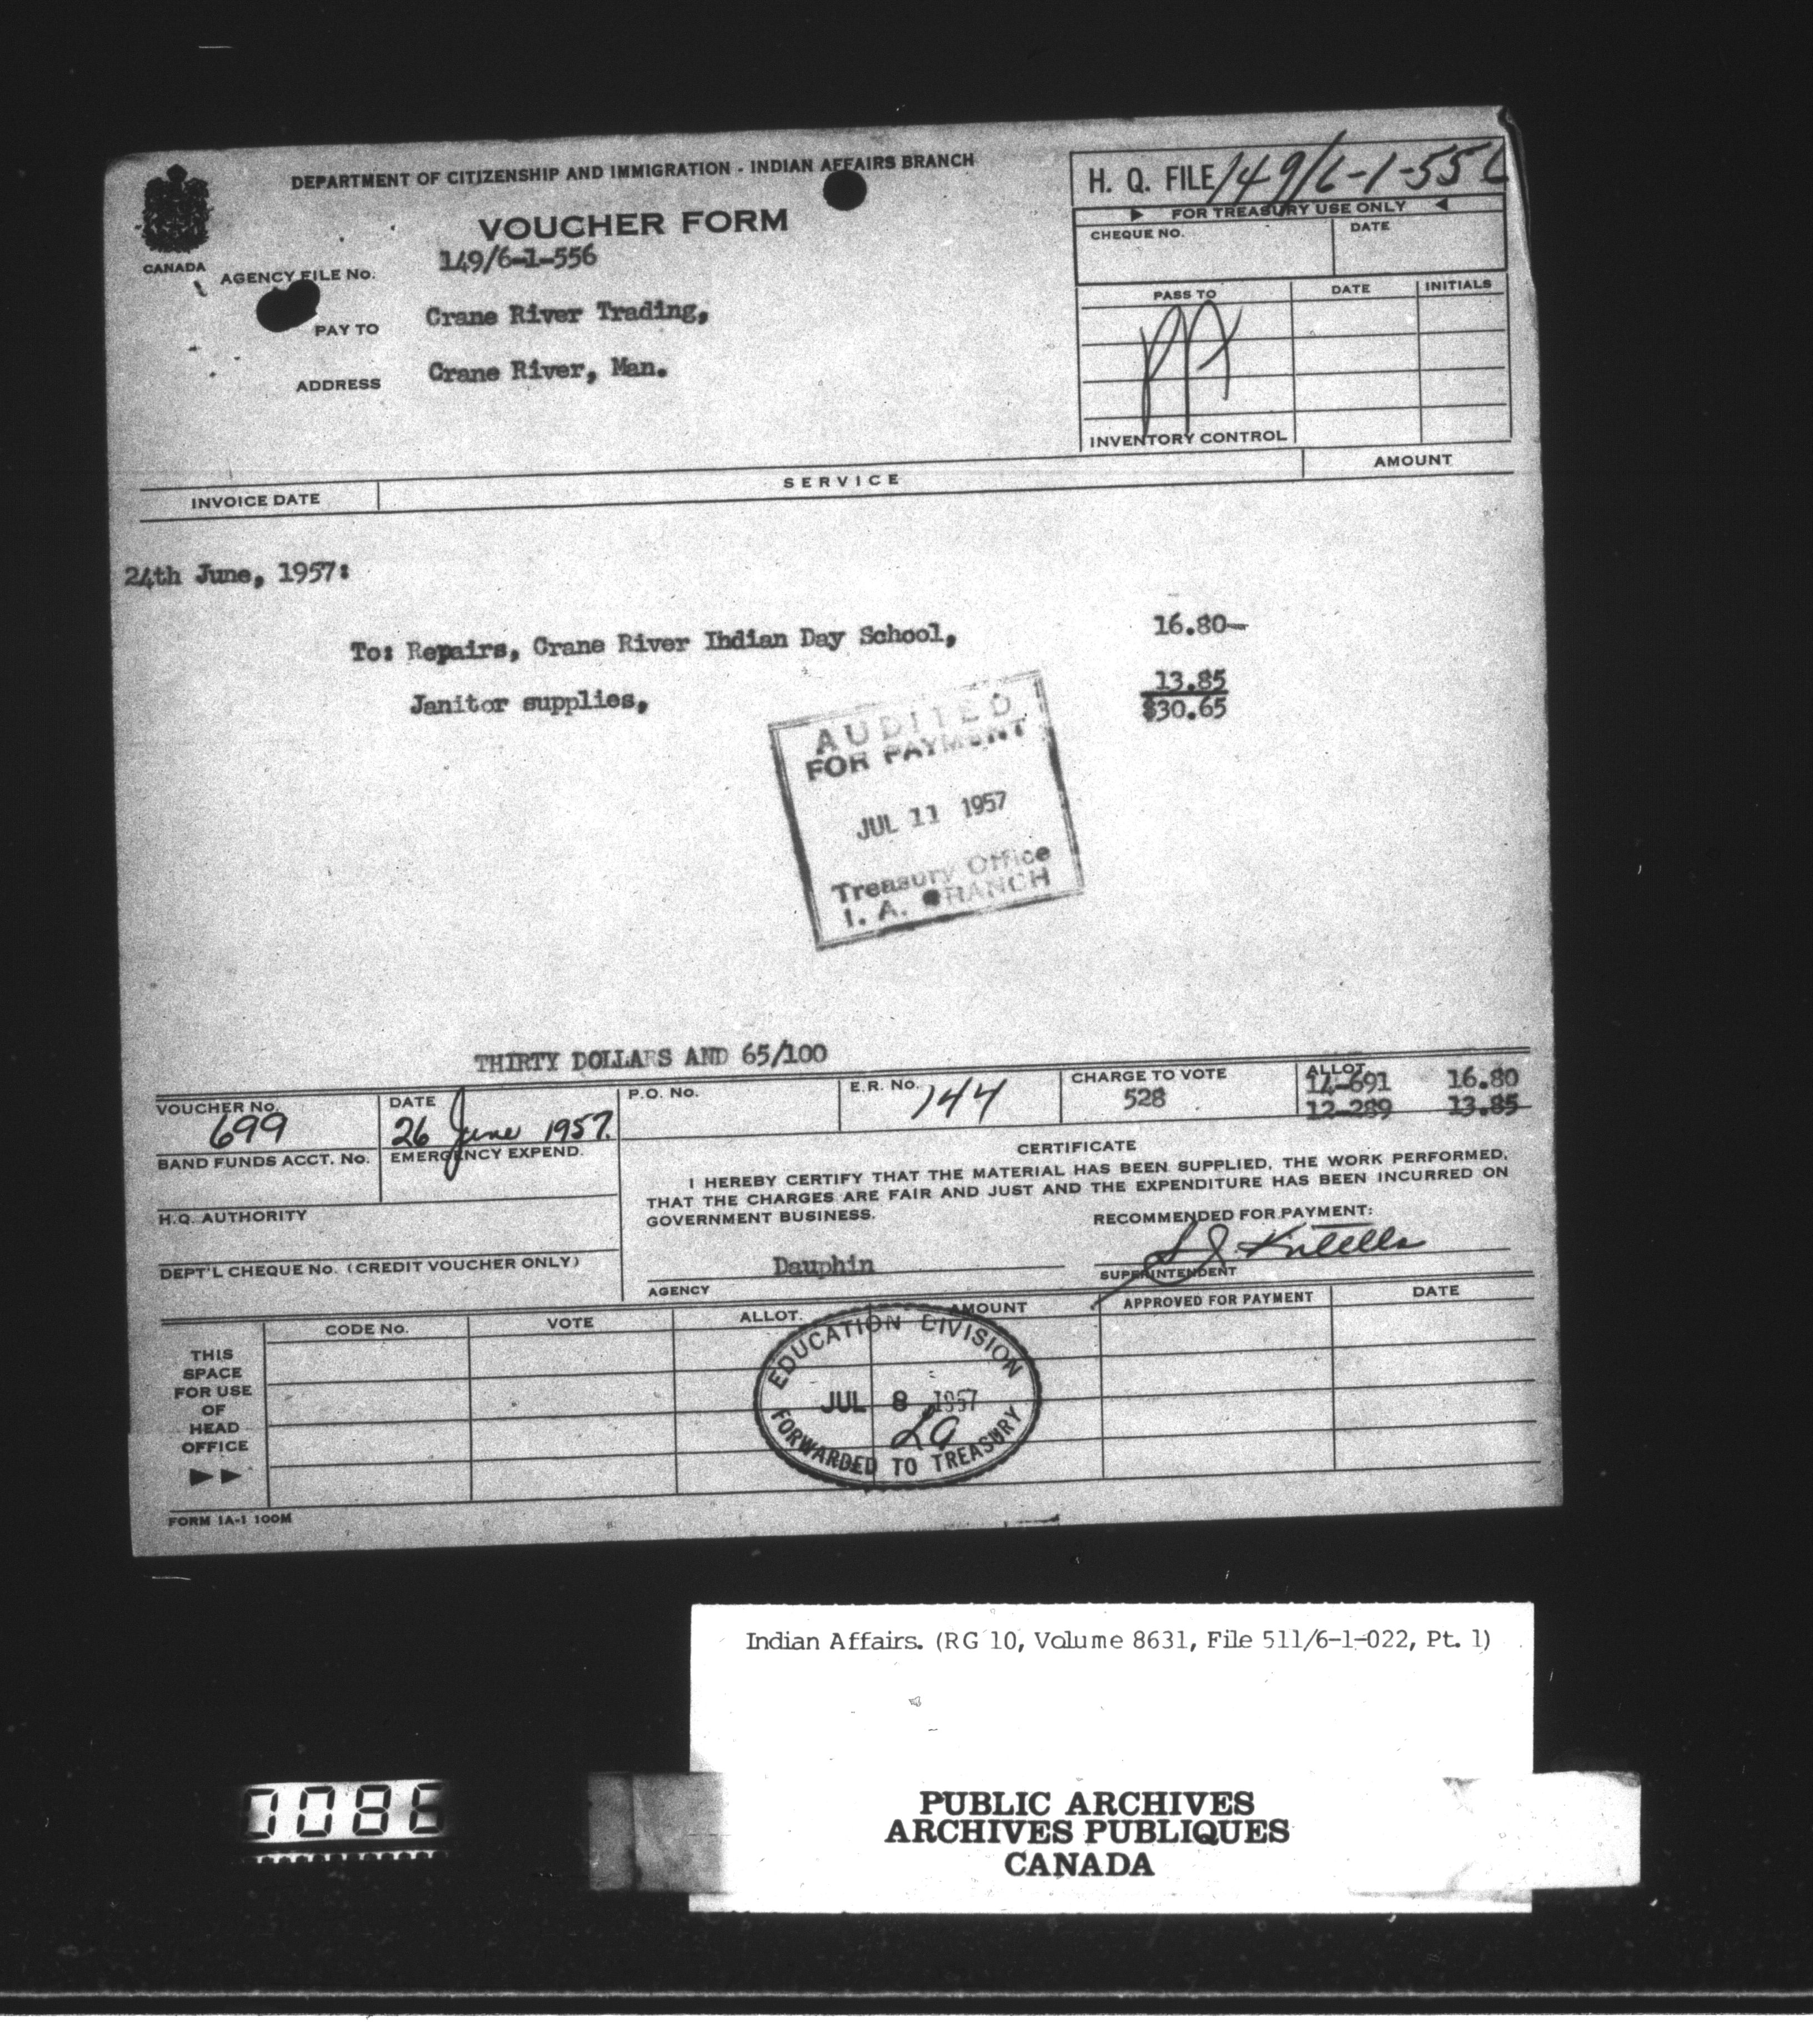 DEPARTMENT OF CITIZENSHIP AND IMMIGRATION - INDIAN AFFAIRS BRANCH
VOUCHER FORM
CANADA
AGENCY FILE No. 149/6-1-556
PAY TO Crane River Trading,
ADDRESS Crane River, Man.
H. Q. FILE 149/6-1-556
FOR TREASURY USE ONLY
CHEQUE NO. DATE
PASS TO DATE INITIALS
INVENTORY CONTROL
INVOICE DATE SERVICE AMOUNT
24th June, 1957:
To: Repairs, Crane River Indian Day School, 16.80
Janitor supplies, 13.85
$30.65
AUDITED
FOR PAYMENT
JUL 11 1957
Treasury Office
I. A. BRANCH
THIRTY DOLLARS AND 65/100
VOUCHER No. 699
DATE 26 June 1957.
P.O. No.
E.R. No. 144
CHARGE TO VOTE 528
ALLOT.
14-691 16.80
12-289 13.85
BAND FUNDS ACCT. No. EMERGENCY EXPEND.
H.Q. AUTHORITY
DEPT'L CHEQUE No. (CREDIT VOUCHER ONLY)
CERTIFICATE
I HEREBY CERTIFY THAT THE MATERIAL HAS BEEN SUPPLIED, THE WORK PERFORMED,
THAT THE CHARGES ARE FAIR AND JUST AND THE EXPENDITURE HAS BEEN INCURRED ON
GOVERNMENT BUSINESS.
RECOMMENDED FOR PAYMENT:
Dauphin
AGENCY
SUPERINTENDENT
CODE No. VOTE ALLOT. AMOUNT APPROVED FOR PAYMENT DATE
THIS
SPACE
FOR USE
OF
HEAD
OFFICE
EDUCATION DIVISION
JUL 8 1957
FORWARDED TO TREASURY
FORM 1A-1 100M
Indian Affairs. (RG 10, Volume 8631, File 511/6-1-022, Pt. 1)
0086
PUBLIC ARCHIVES
ARCHIVES PUBLIQUES
CANADA